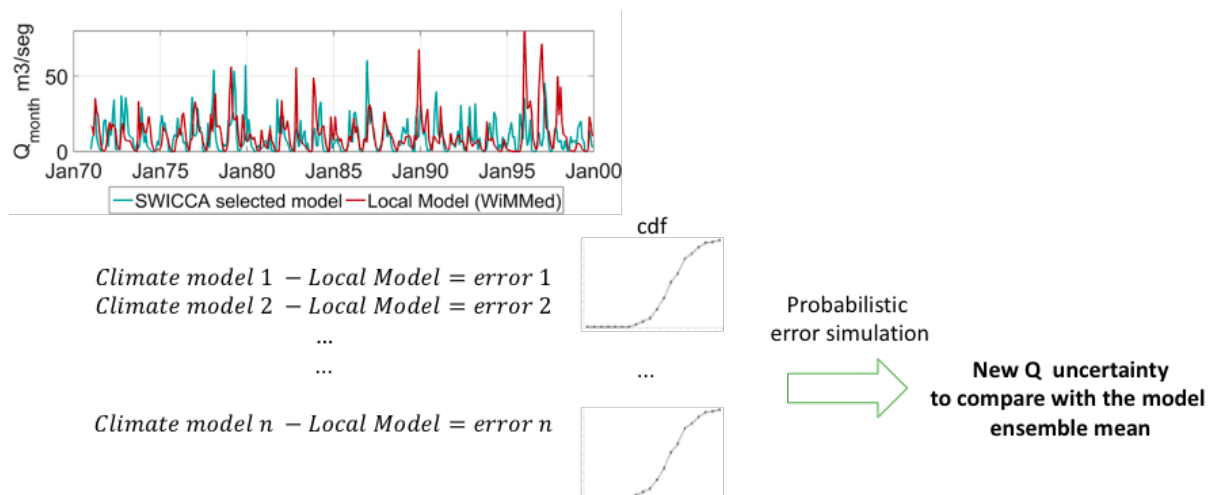 Q_month m3/seg
50
0
Jan70 Jan75 Jan80 Jan85 Jan90 Jan95 Jan00
SWICCA selected model Local Model (WiMMed)
cdf
Climate model 1 − Local Model = error 1
Climate model 2 − Local Model = error 2
...
...
...
Climate model n − Local Model = error n
Probabilistic
error simulation
New Q uncertainty
to compare with the model
ensemble mean